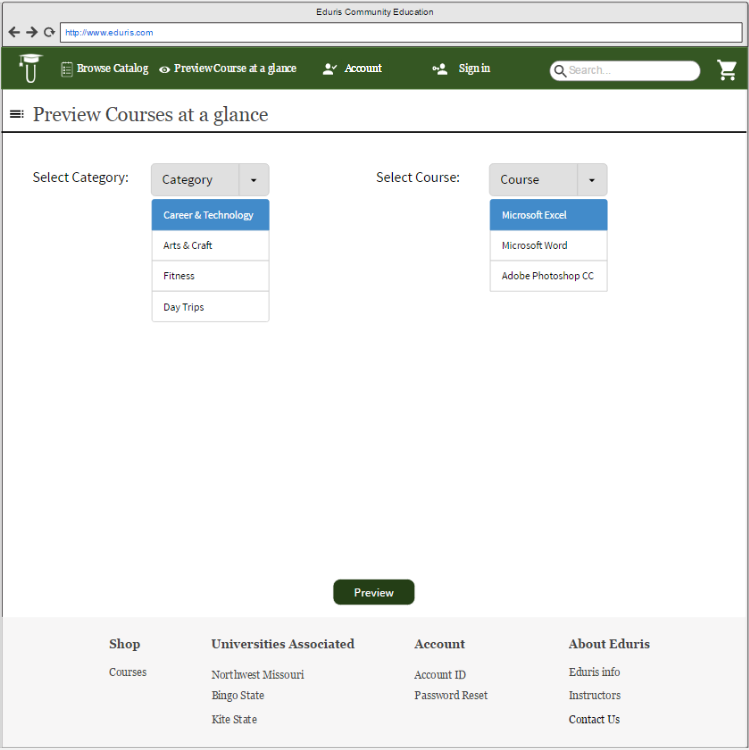 Eduris Community Education
http://www.eduris.com
Browse Catalog Preview Course at a glance Account Sign in Search...
Preview Courses at a glance
Select Category: Category Select Course: Course
Career & Technology Microsoft Excel
Arts & Craft Microsoft Word
Fitness Adobe Photoshop CC
Day Trips
Preview
Shop Universities Associated Account About Eduris
Courses Northwest Missouri Account ID Eduris info
Bingo State Password Reset Instructors
Kite State Contact Us